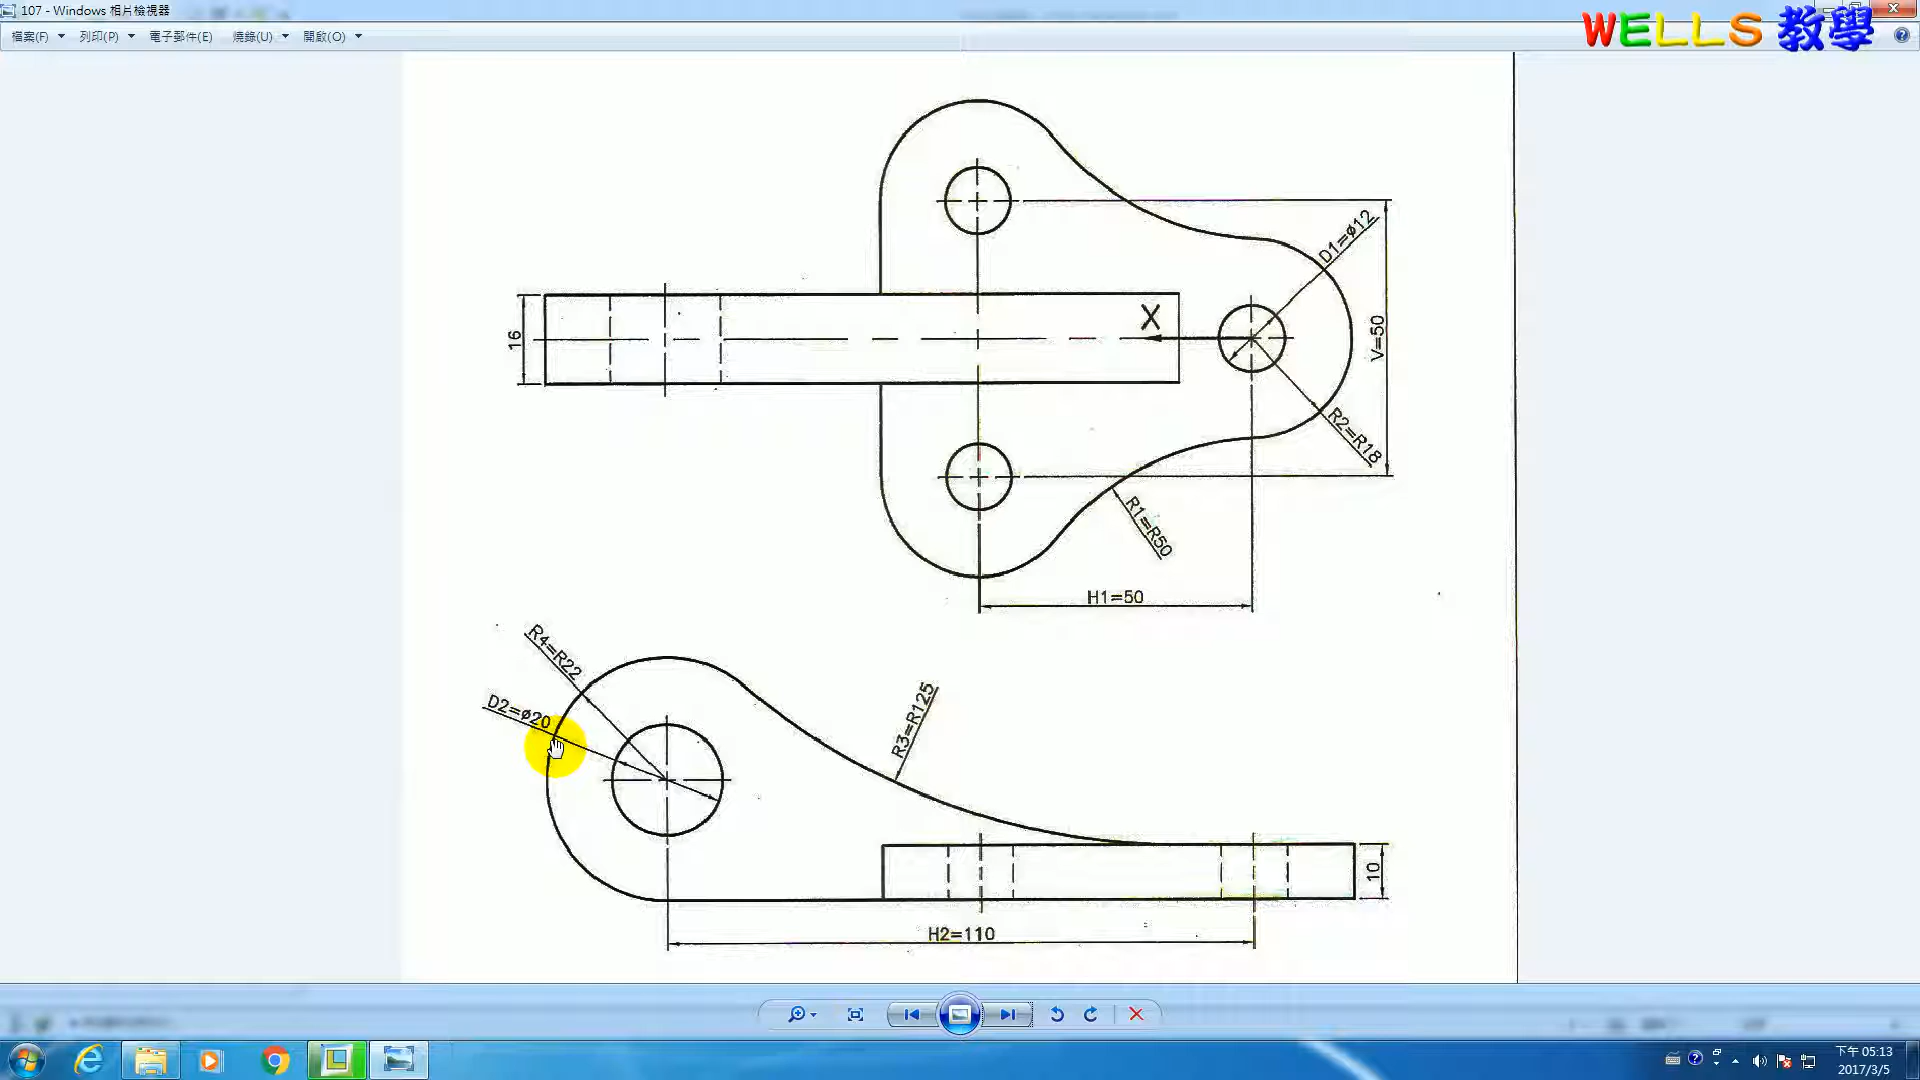 107 - Windows 相片檢視器
檔案(F) 列印(P) 電子郵件(E) 燒錄(U) 開啟(O)
WELLS 教學
D1=ø12
X
16
V=50
R2=R18
R1=R50
H1=50
R4=R22
D2=ø20
R3=R125
10
H2=110
下午 05:13
2017/3/5